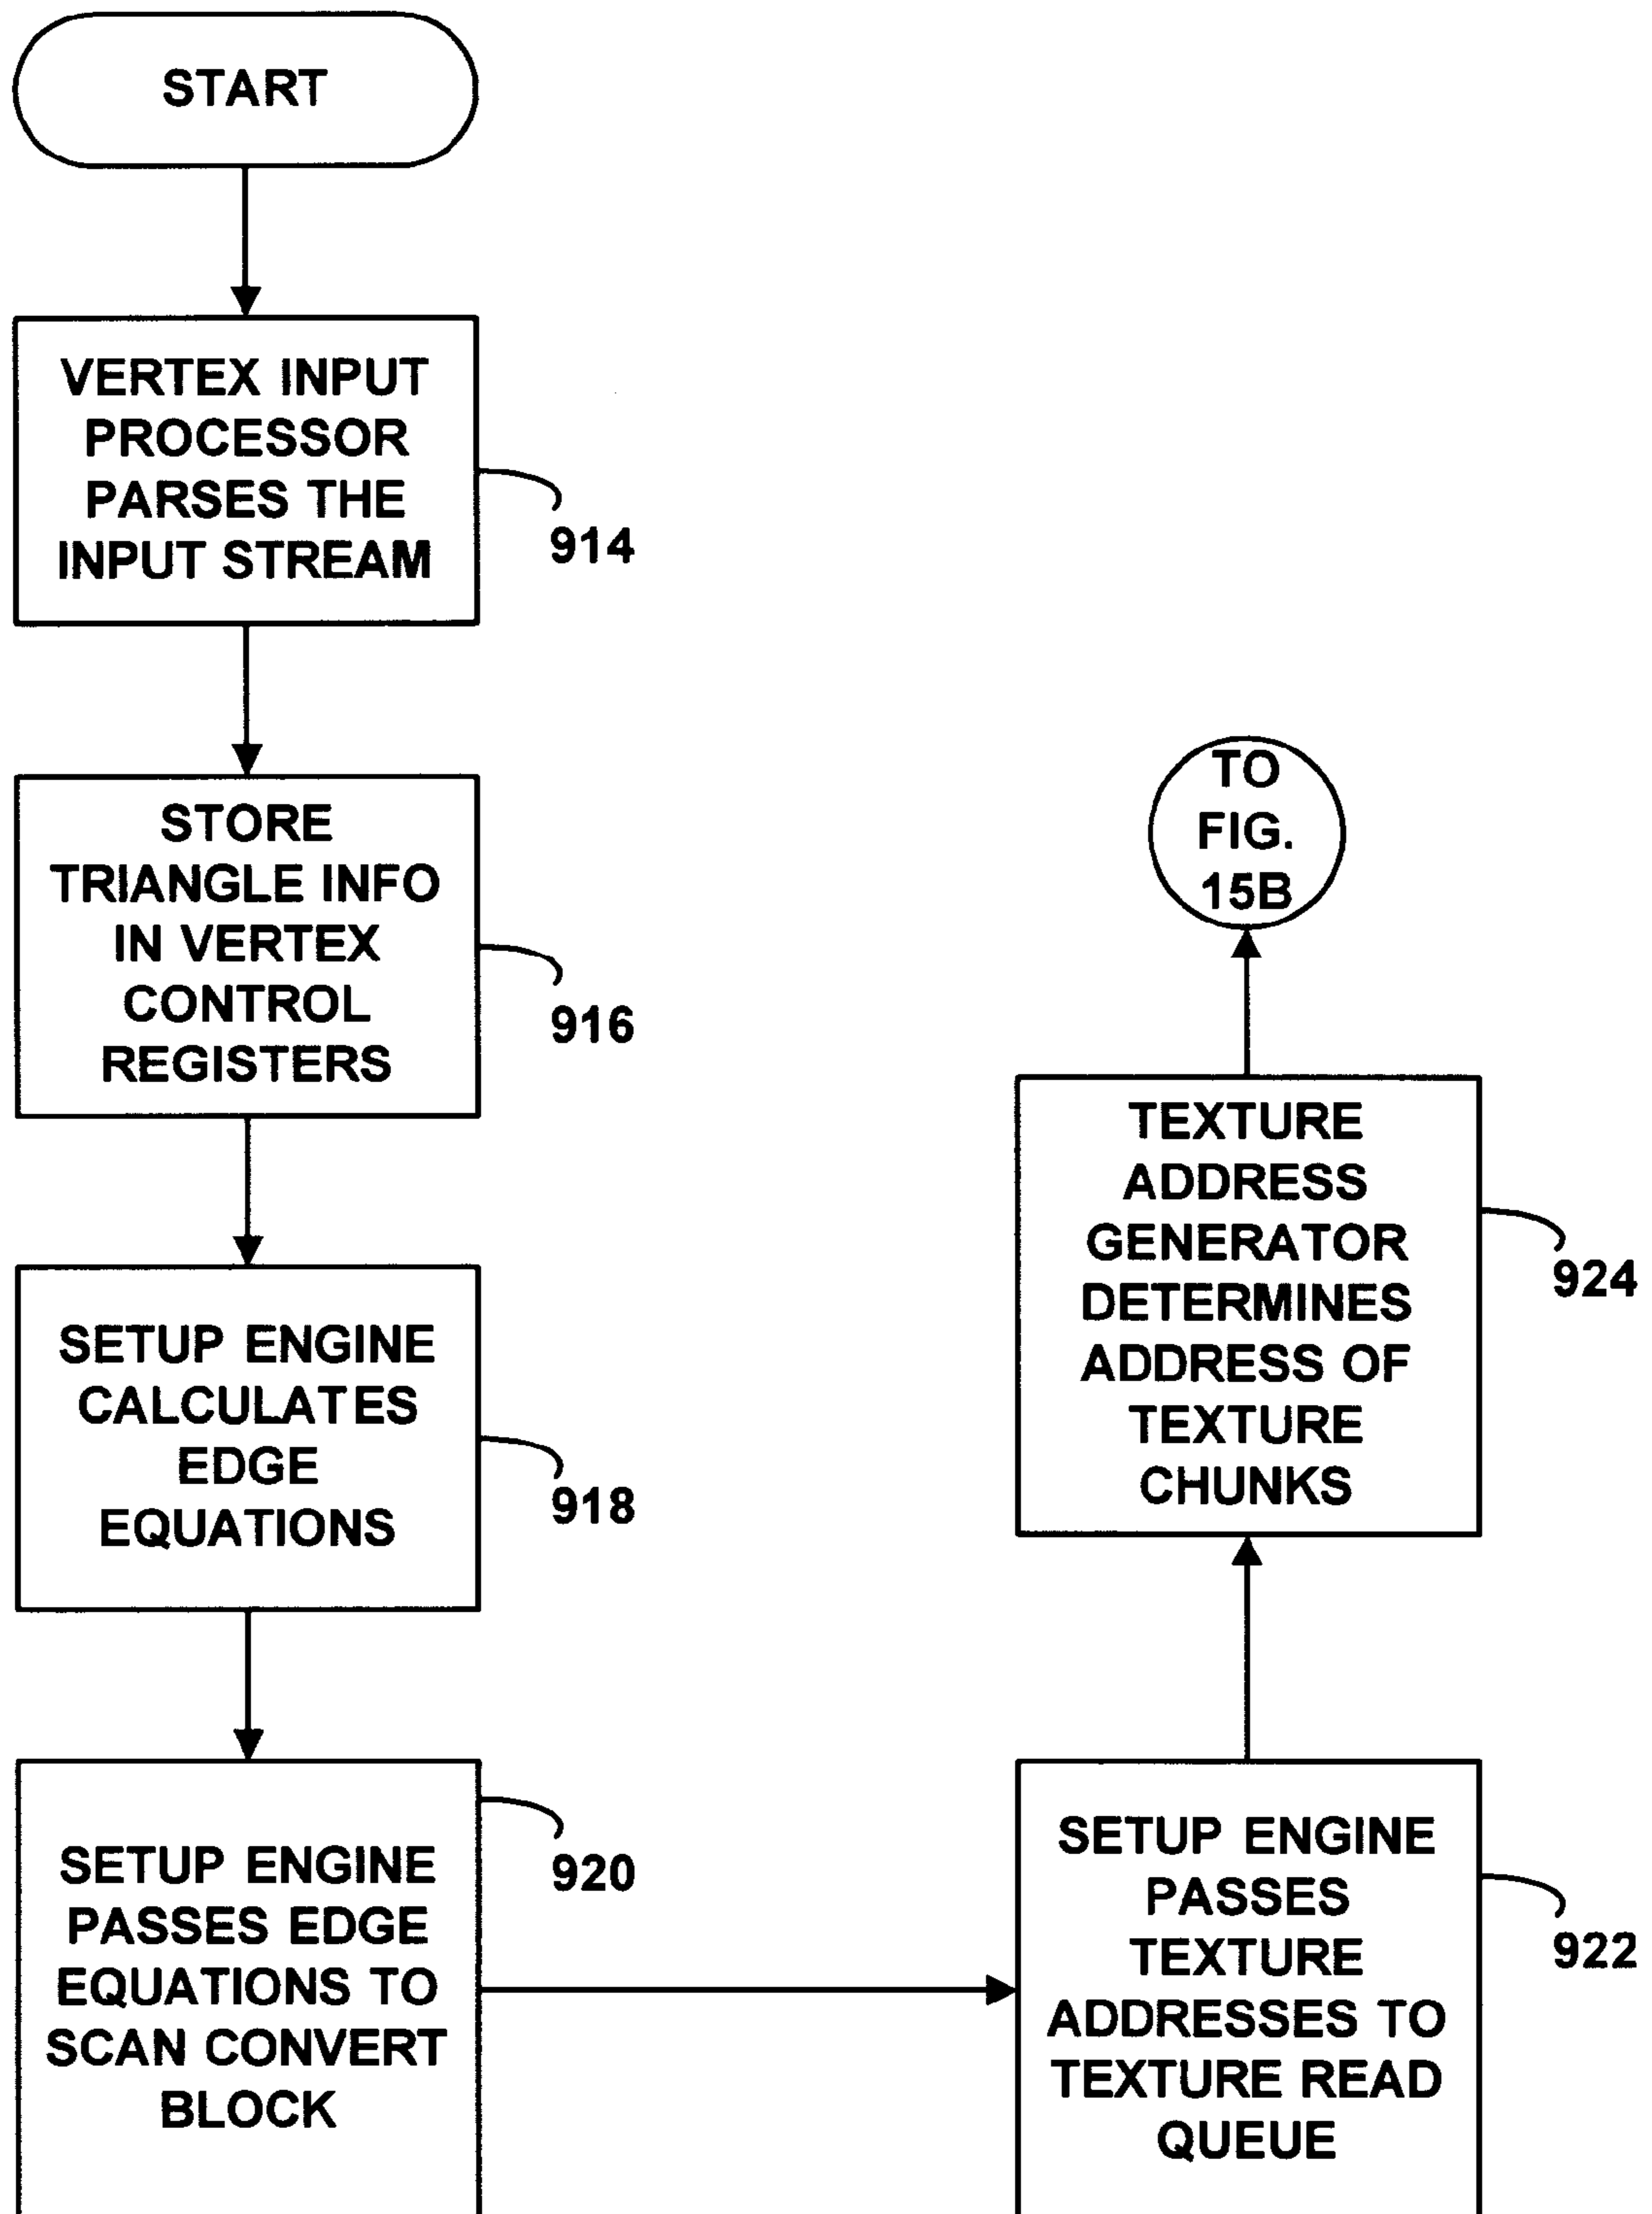 START
VERTEX INPUT
PROCESSOR
PARSES THE
INPUT STREAM
914
STORE
TRIANGLE INFO
IN VERTEX
CONTROL
REGISTERS
916
SETUP ENGINE
CALCULATES
EDGE
EQUATIONS
918
SETUP ENGINE
PASSES EDGE
EQUATIONS TO
SCAN CONVERT
BLOCK
920
SETUP ENGINE
PASSES
TEXTURE
ADDRESSES TO
TEXTURE READ
QUEUE
922
TEXTURE
ADDRESS
GENERATOR
DETERMINES
ADDRESS OF
TEXTURE
CHUNKS
924
TO
FIG.
15B